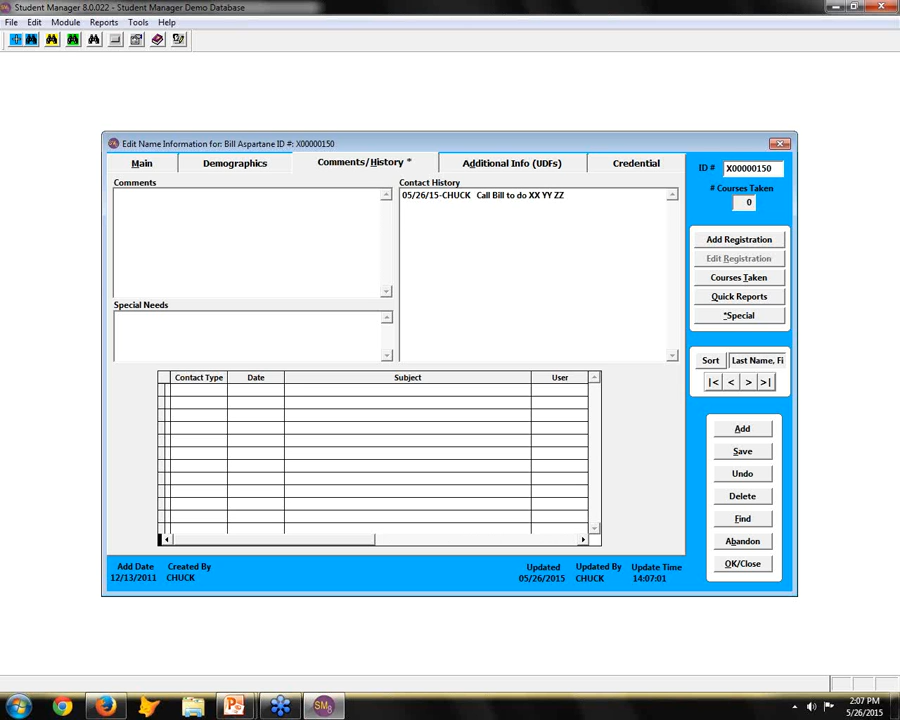 Student Manager 8.0.022 - Student Manager Demo Database
File Edit Module Reports Tools Help
Edit Name Information for: Bill Aspartane ID #: X00000150
Main Demographics Comments/History * Additional Info (UDFs) Credential
ID # X00000150
# Courses Taken
0
Comments
Contact History
05/26/15-CHUCK Call Bill to do XX YY ZZ
Special Needs
Add Registration
Edit Registration
Courses Taken
Quick Reports
*Special
Sort Last Name, Fi
|< < > >|
Contact Type Date Subject User
Add
Save
Undo
Delete
Find
Abandon
OK/Close
Add Date Created By Updated Updated By Update Time
12/13/2011 CHUCK 05/26/2015 CHUCK 14:07:01
SM8
2:07 PM
5/26/2015